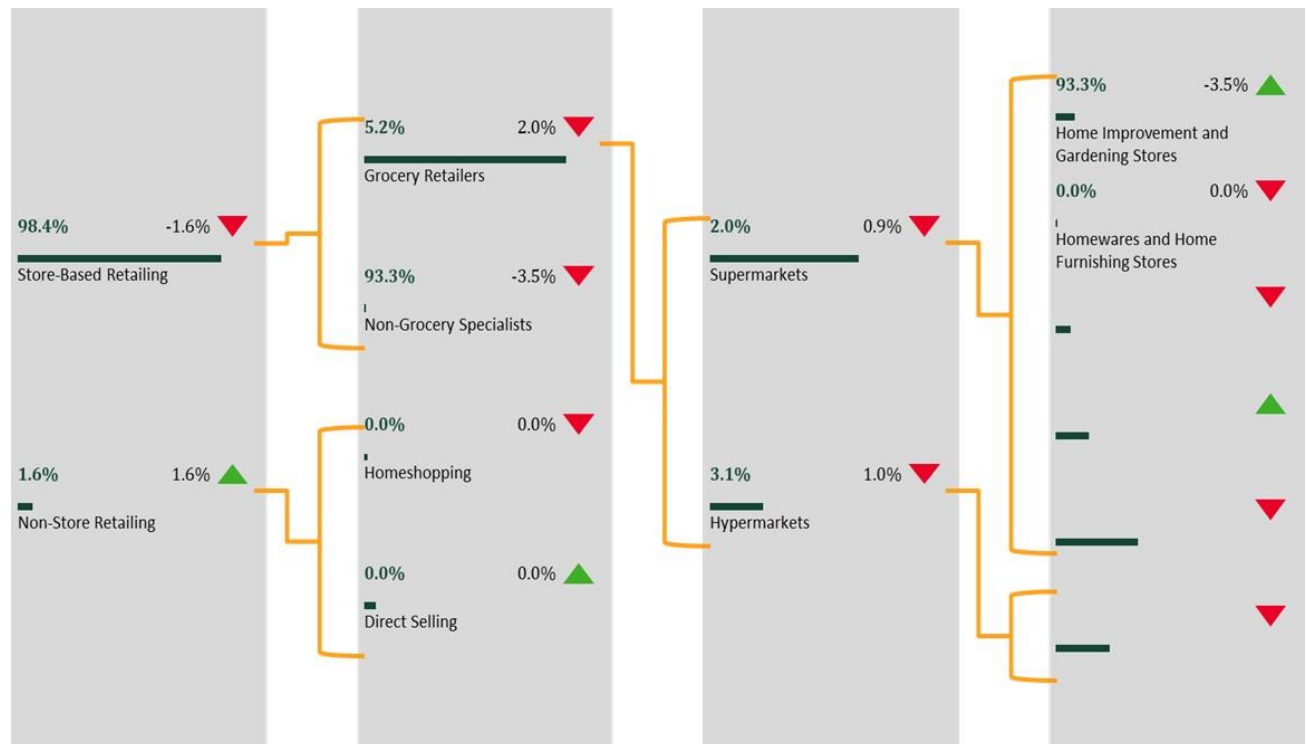 98.4% -1.6%
Store-Based Retailing
1.6% 1.6%
Non-Store Retailing
5.2% 2.0%
Grocery Retailers
93.3% -3.5%
Non-Grocery Specialists
0.0% 0.0%
Homeshopping
0.0% 0.0%
Direct Selling
2.0% 0.9%
Supermarkets
3.1% 1.0%
Hypermarkets
93.3% -3.5%
Home Improvement and
Gardening Stores
0.0% 0.0%
Homewares and Home
Furnishing Stores